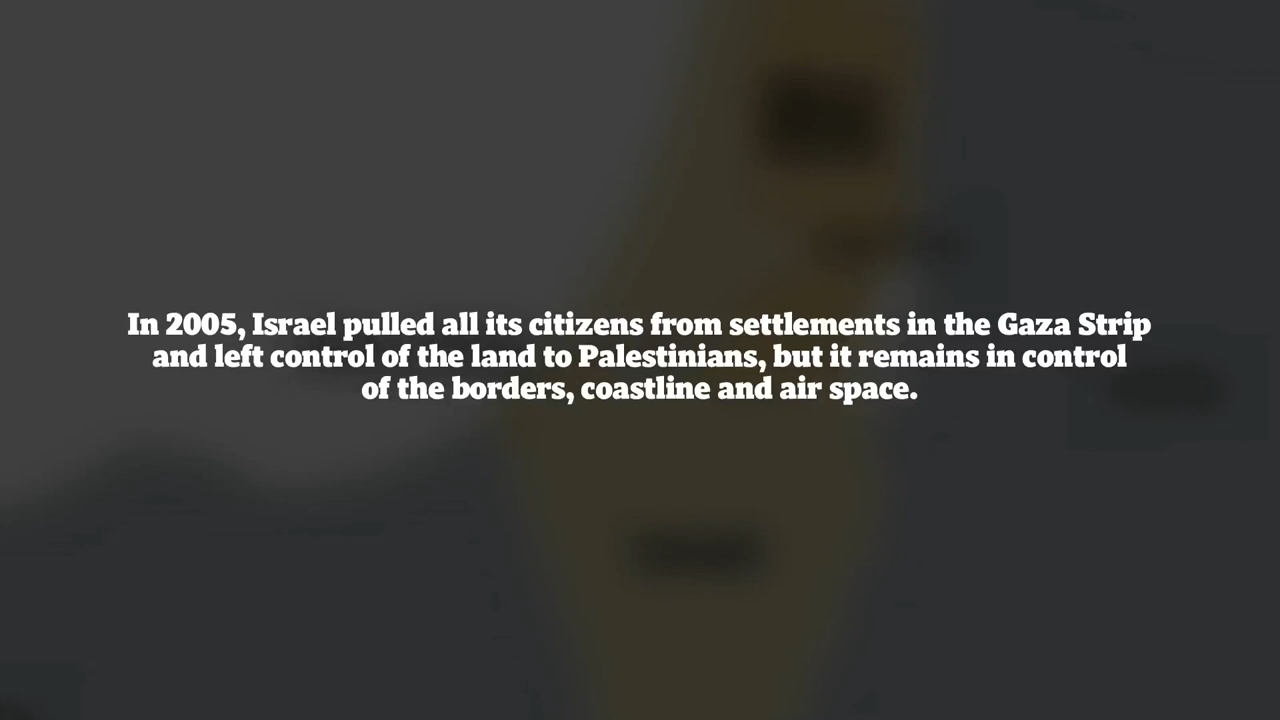 In 2005, Israel pulled all its citizens from settlements in the Gaza Strip
and left control of the land to Palestinians, but it remains in control
of the borders, coastline and air space.